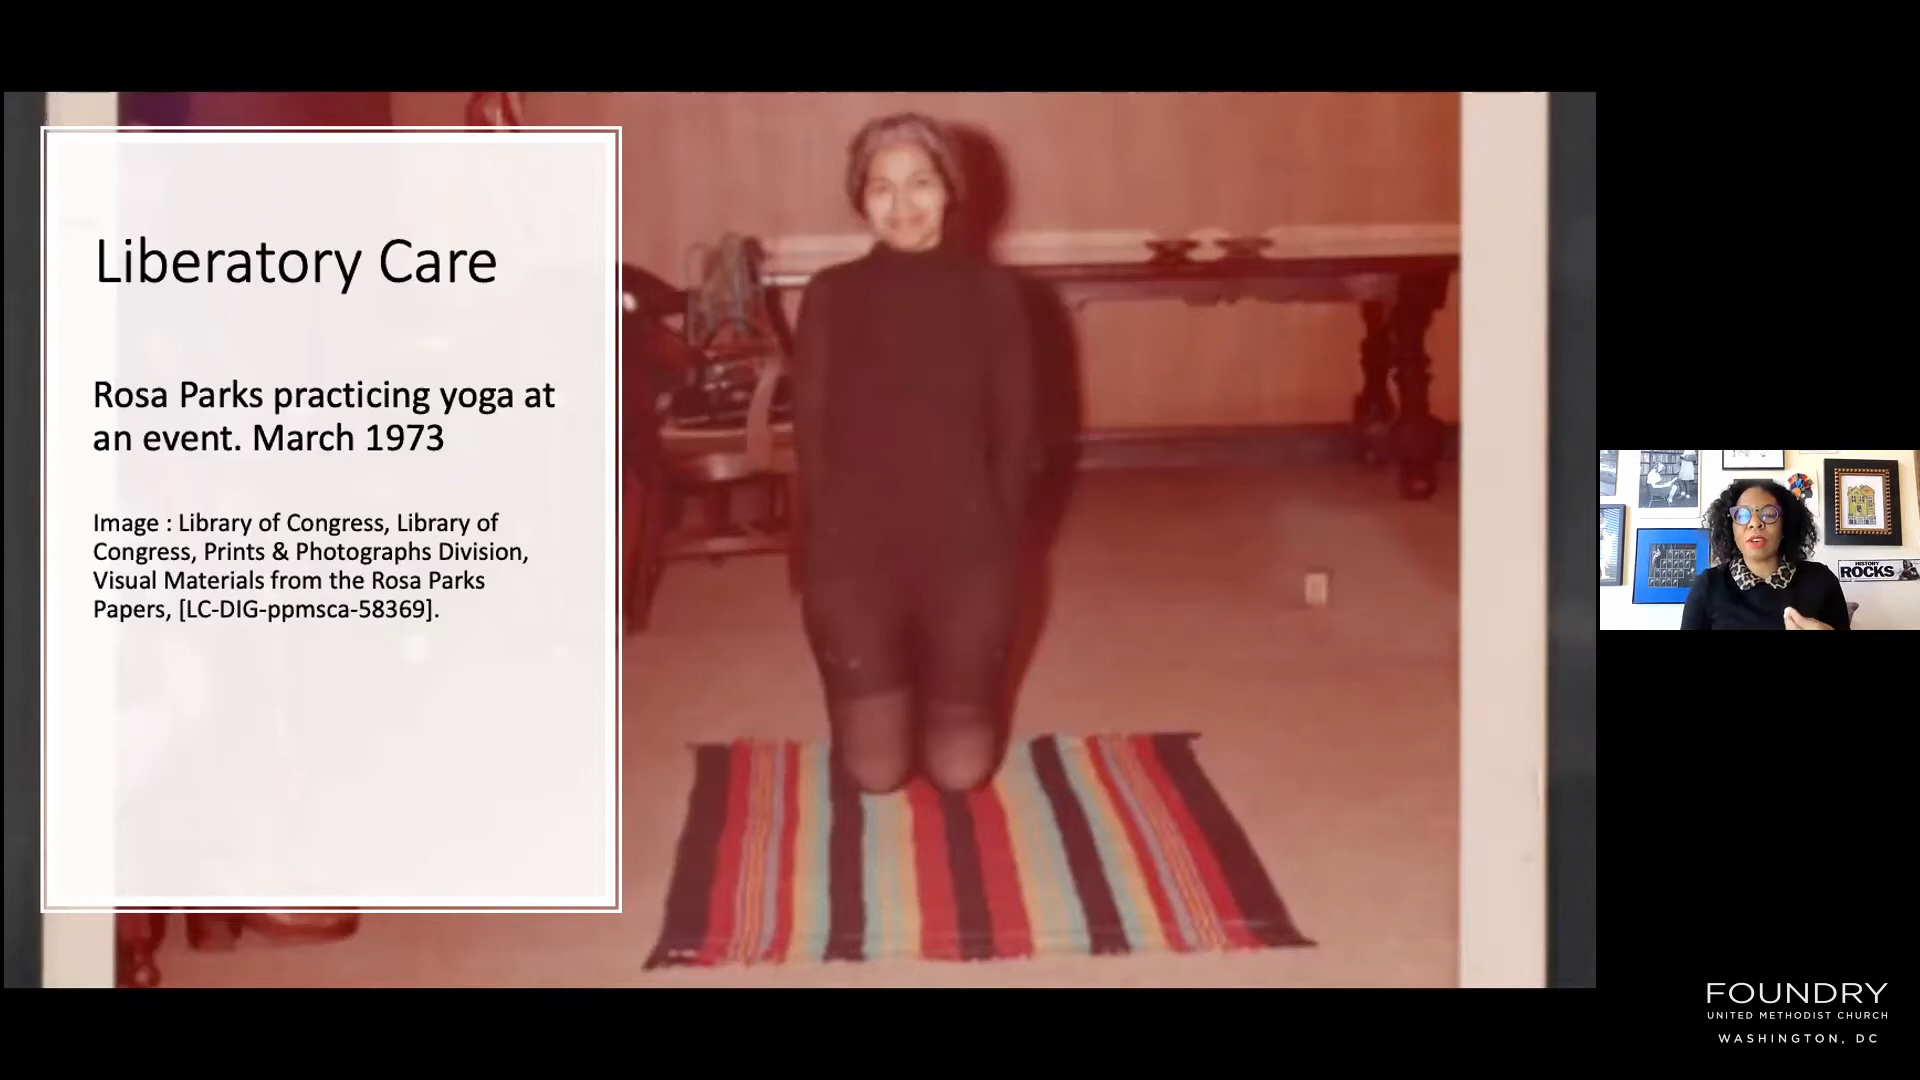 Liberatory Care
Rosa Parks practicing yoga at
an event. March 1973
Image : Library of Congress, Library of
Congress, Prints & Photographs Division,
Visual Materials from the Rosa Parks
Papers, [LC-DIG-ppmsca-58369].
HISTORY
ROCKS
FOUNDRY
UNITED METHODIST CHURCH
WASHINGTON, DC